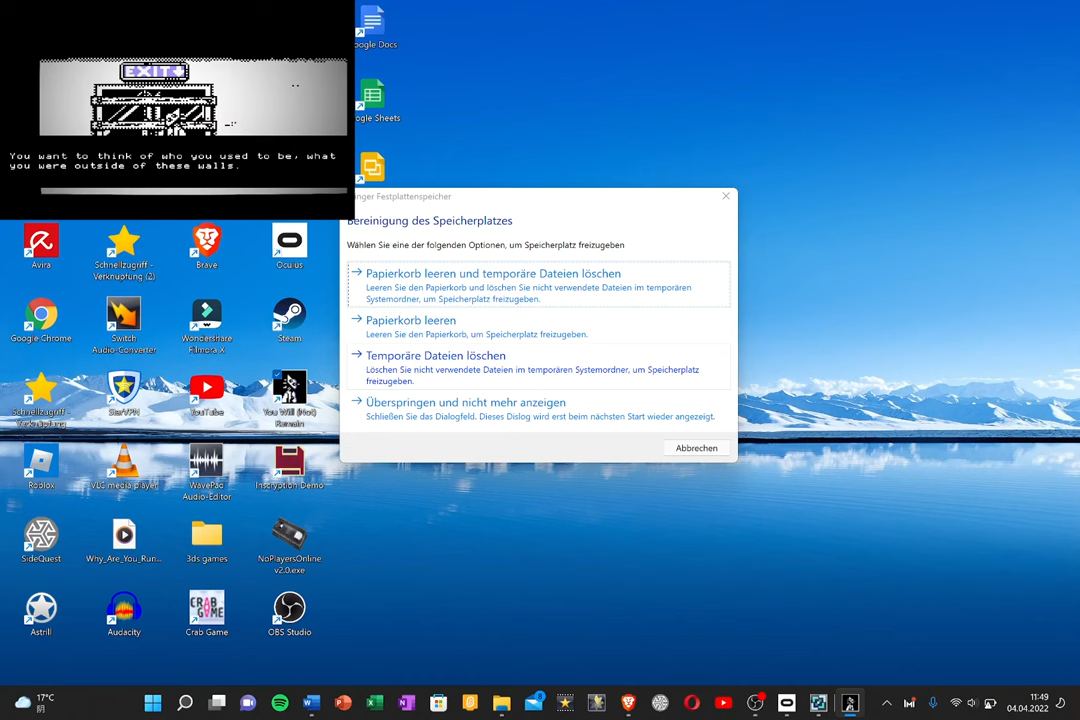 EXIT
You want to think of who you used to be, what
you were outside of these walls.
Google Docs
Google Sheets
Avira
Schnellzugriff -
Verknüpfung (2)
Brave
Oculus
Google Chrome
Switch
Audio-Converter
Wondershare
Filmora X
Steam
Schnellzugriff -
Verknüpfung
StarVPN
YouTube
You Will (Not)
Remain
Roblox
VLC media player
WavePad
Audio-Editor
Inscryption Demo
SideQuest
Why_Are_You_Run...
3ds games
NoPlayersOnline
v2.0.exe
Astrill
Audacity
CRAB
GAME
Crab Game
OBS Studio
ringer Festplattenspeicher
Bereinigung des Speicherplatzes
Wählen Sie eine der folgenden Optionen, um Speicherplatz freizugeben
Papierkorb leeren und temporäre Dateien löschen
Leeren Sie den Papierkorb und löschen Sie nicht verwendete Dateien im temporären
Systemordner, um Speicherplatz freizugeben.
Papierkorb leeren
Leeren Sie den Papierkorb, um Speicherplatz freizugeben.
Temporäre Dateien löschen
Löschen Sie nicht verwendete Dateien im temporären Systemordner, um Speicherplatz
freizugeben.
Überspringen und nicht mehr anzeigen
Schließen Sie das Dialogfeld. Dieses Dialog wird erst beim nächsten Start wieder angezeigt.
Abbrechen
17°C
阴
8
11:49
04.04.2022